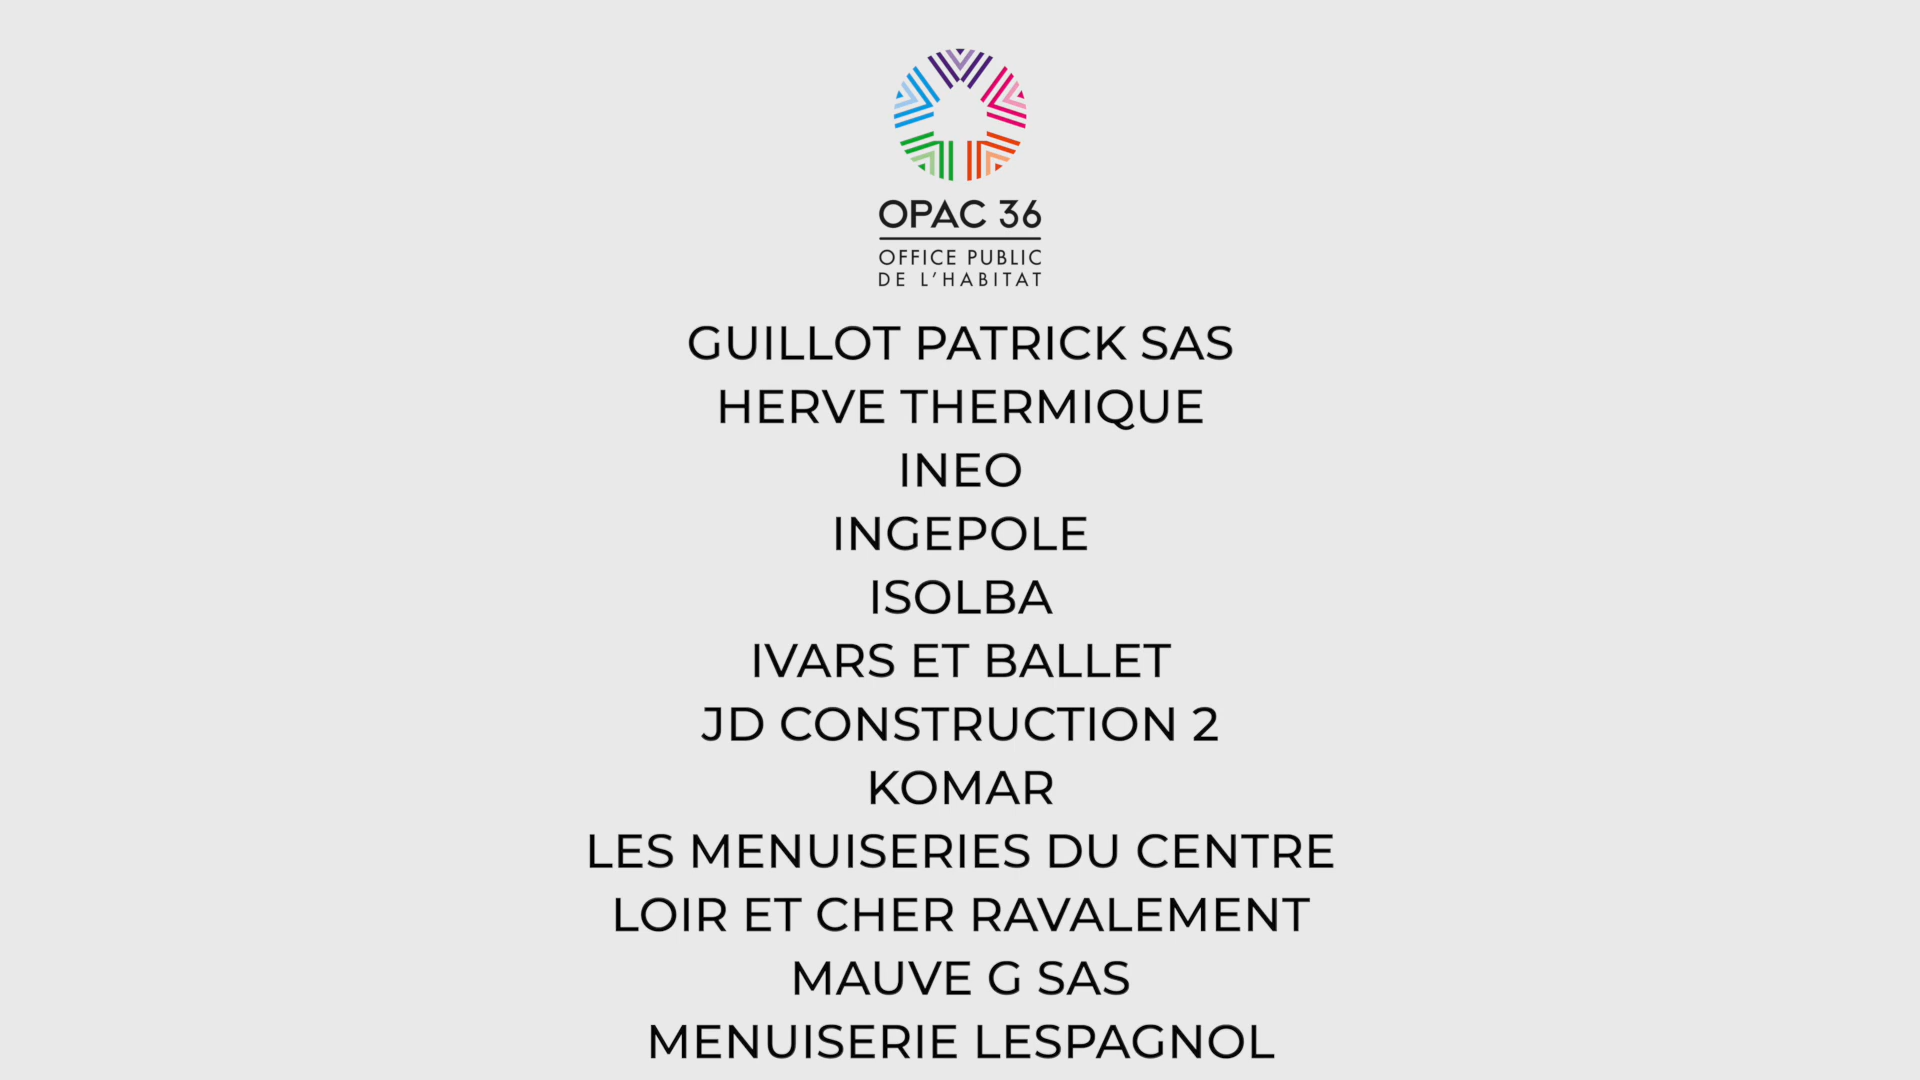 OPAC 36
OFFICE PUBLIC
DE L'HABITAT
GUILLOT PATRICK SAS
HERVE THERMIQUE
INEO
INGEPOLE
ISOLBA
IVARS ET BALLET
JD CONSTRUCTION 2
KOMAR
LES MENUISERIES DU CENTRE
LOIR ET CHER RAVALEMENT
MAUVE G SAS
MENUISERIE LESPAGNOL